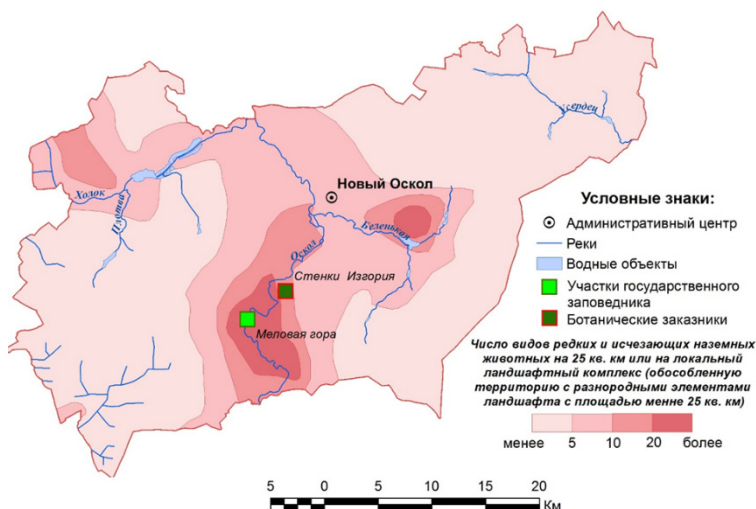 сердец
Холок
Плотва
Новый Оскол
Беленькая
Оскол
Стенки Изгория
Меловая гора
Условные знаки:
Административный центр
Реки
Водные объекты
Участки государственного
заповедника
Ботанические заказники
Число видов редких и исчезающих наземных
животных на 25 кв. км или на локальный
ландшафтный комплекс (обособленную
территорию с разнородными элементами
ландшафта с площадью менне 25 кв. км)
менее 5 10 20 более
5 0 5 10 15 20
Км